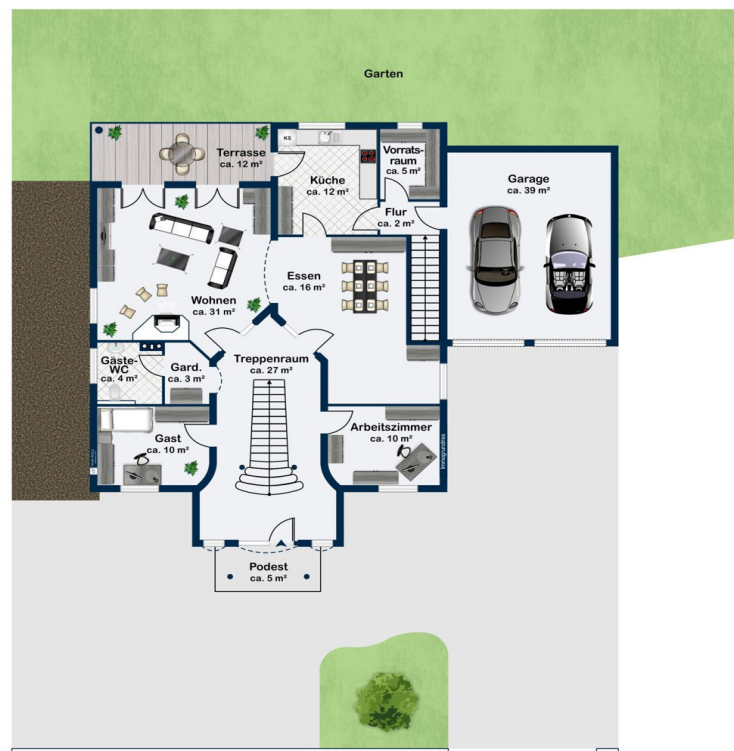 Garten
Terrasse
ca. 12 m²
KS
Küche
ca. 12 m²
Vorrats-
raum
ca. 5 m²
Garage
ca. 39 m²
Flur
ca. 2 m²
Essen
ca. 16 m²
Wohnen
ca. 31 m²
Gäste-
WC
ca. 4 m²
Gard.
ca. 3 m²
Treppenraum
ca. 27 m²
Gast
ca. 10 m²
Arbeitszimmer
ca. 10 m²
Immogrundriss
Podest
ca. 5 m²